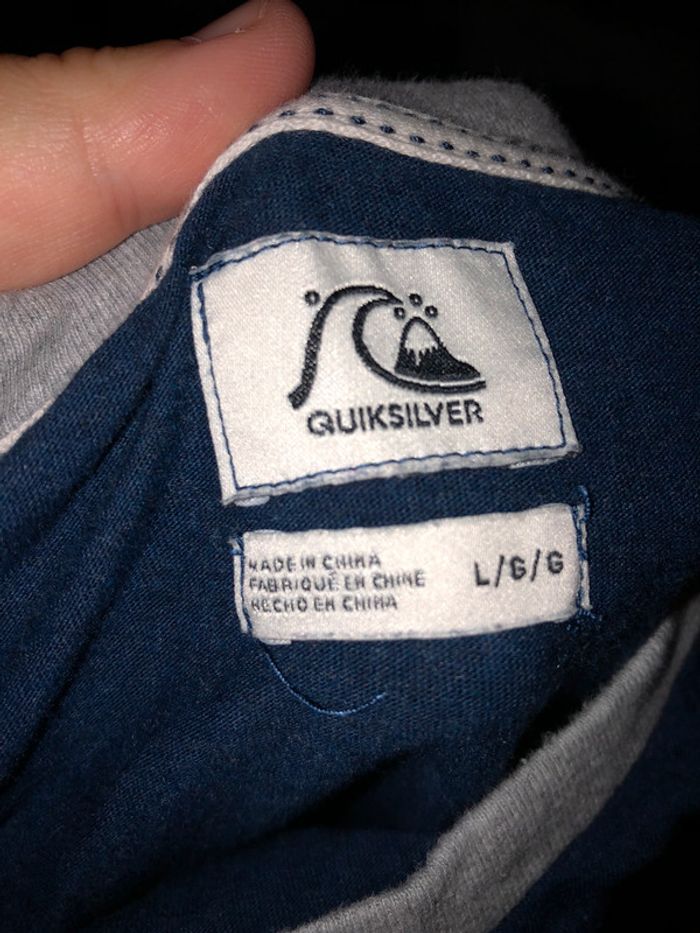 QUIKSILVER
MADE IN CHINA
FABRIQUÉ EN CHINE
HECHO EN CHINA
L/G/G